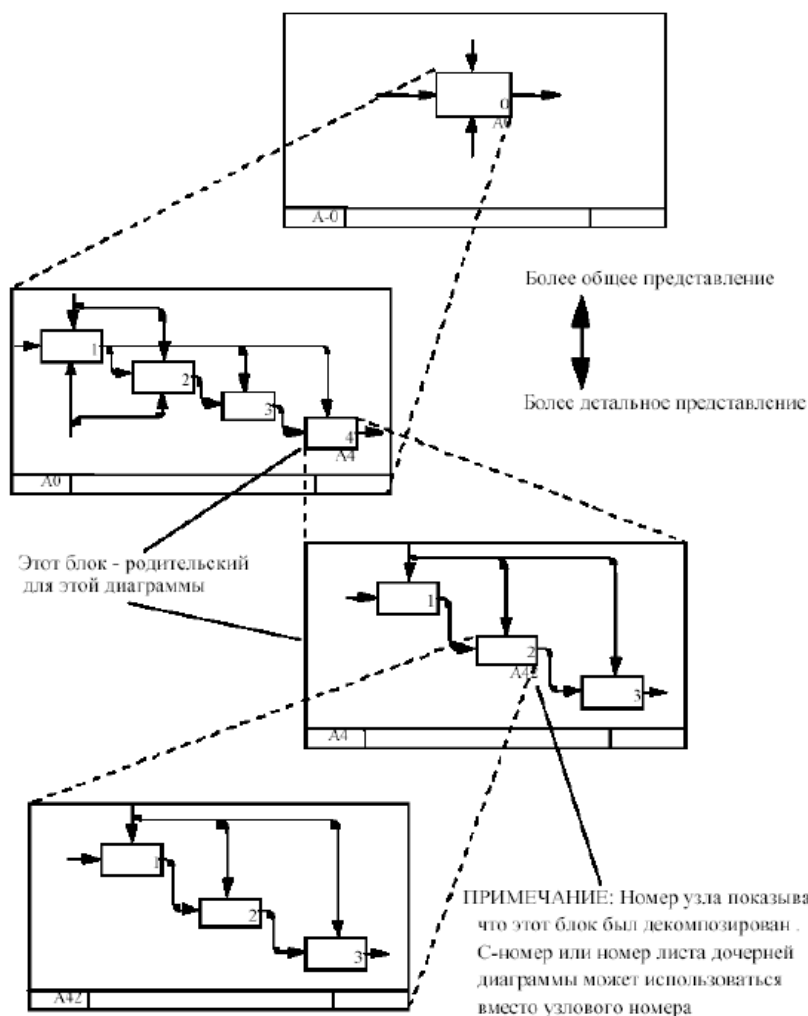 0
A0
A-0
Более общее представление
Более детальное представление
1
2
3
4
A4
A0
Этот блок - родительский
для этой диаграммы
1
2
A42
3
A4
1
2
3
A42
ПРИМЕЧАНИЕ: Номер узла показыва
что этот блок был декомпозирован .
С-номер или номер листа дочерней
диаграммы может использоваться
вместо узлового номера